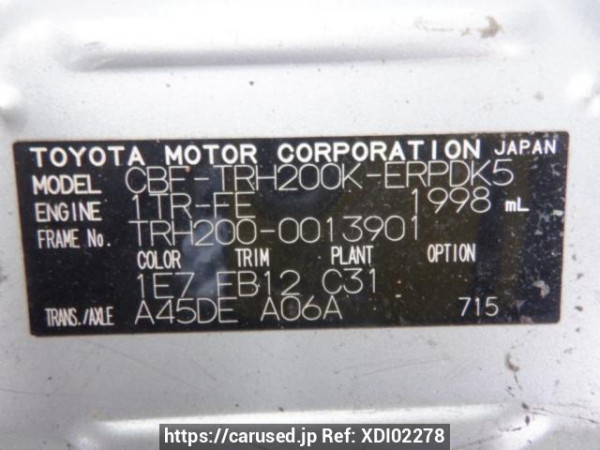 TOYOTA MOTOR CORPORATION JAPAN
MODEL CBF-TRH200K-ERPDK5
ENGINE 1TR-FE 1998 mL
FRAME No. TRH200-0013901
COLOR TRIM PLANT OPTION
1E7 EB12 C31
TRANS./AXLE A45DE A06A 715
https://carused.jp Ref: XDI02278